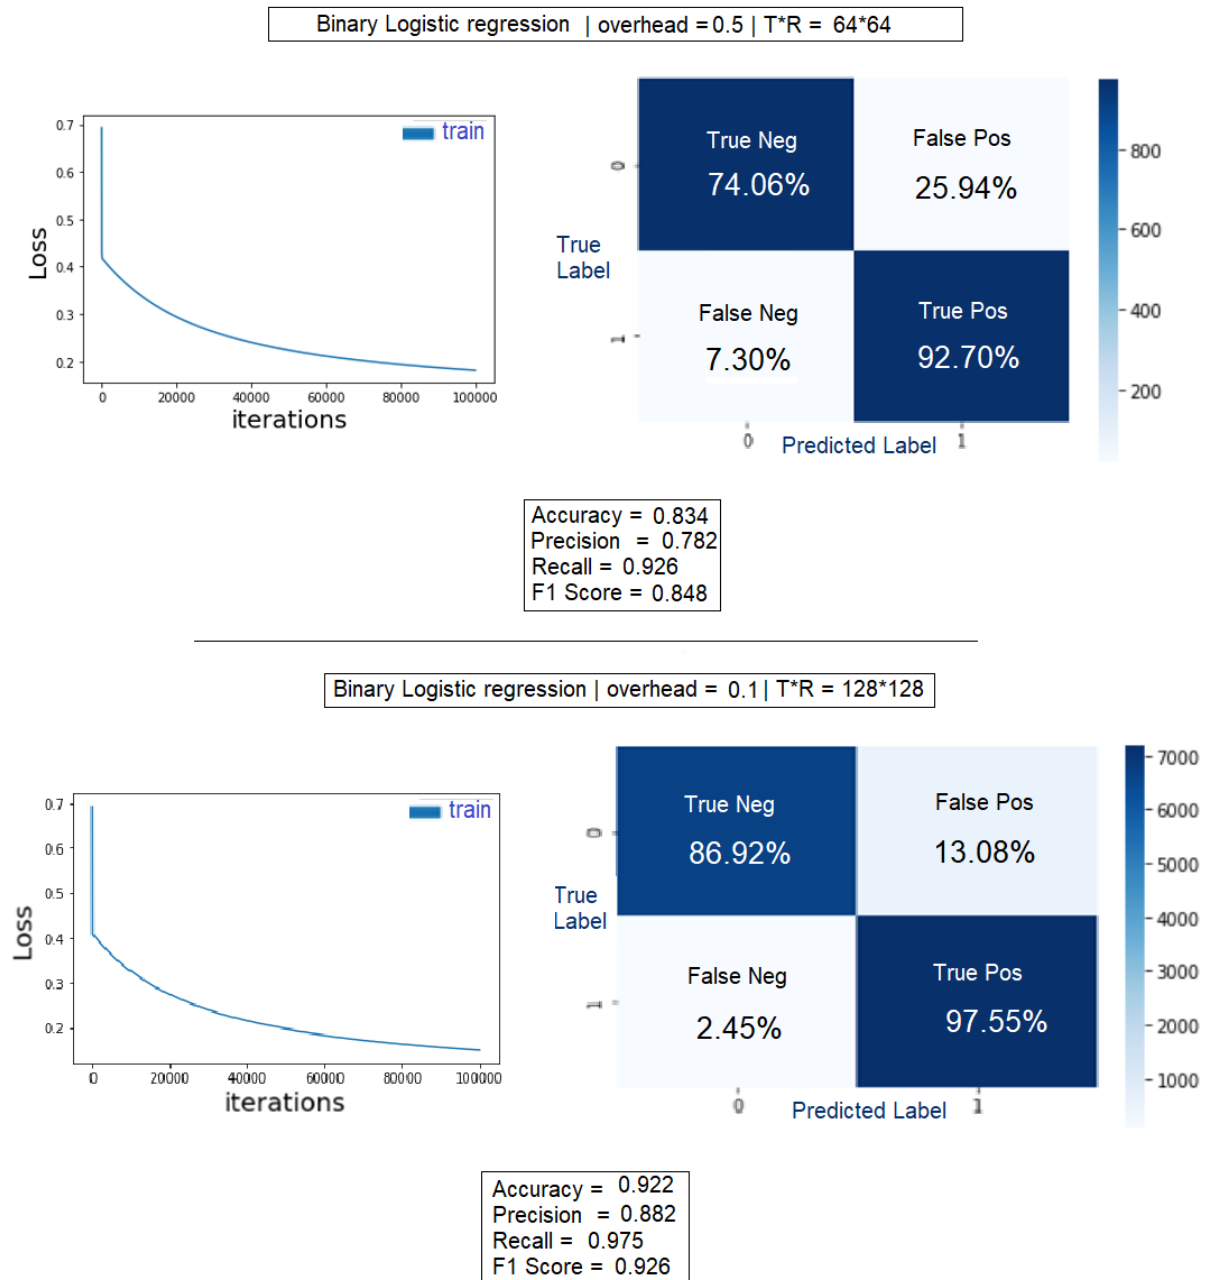 Binary Logistic regression | overhead = 0.5 | T*R = 64*64
train
0.7
0.6
0.5
0.4
0.3
0.2
Loss
0 20000 40000 60000 80000 100000
iterations
True Neg
74.06%
False Pos
25.94%
False Neg
7.30%
True Pos
92.70%
0
1
True
Label
0 Predicted Label 1
800
600
400
200
Accuracy = 0.834
Precision = 0.782
Recall = 0.926
F1 Score = 0.848
Binary Logistic regression | overhead = 0.1 | T*R = 128*128
train
0.7
0.6
0.5
0.4
0.3
0.2
Loss
0 20000 40000 60000 80000 100000
iterations
True Neg
86.92%
False Pos
13.08%
False Neg
2.45%
True Pos
97.55%
0
1
True
Label
0 Predicted Label 1
7000
6000
5000
4000
3000
2000
1000
Accuracy = 0.922
Precision = 0.882
Recall = 0.975
F1 Score = 0.926